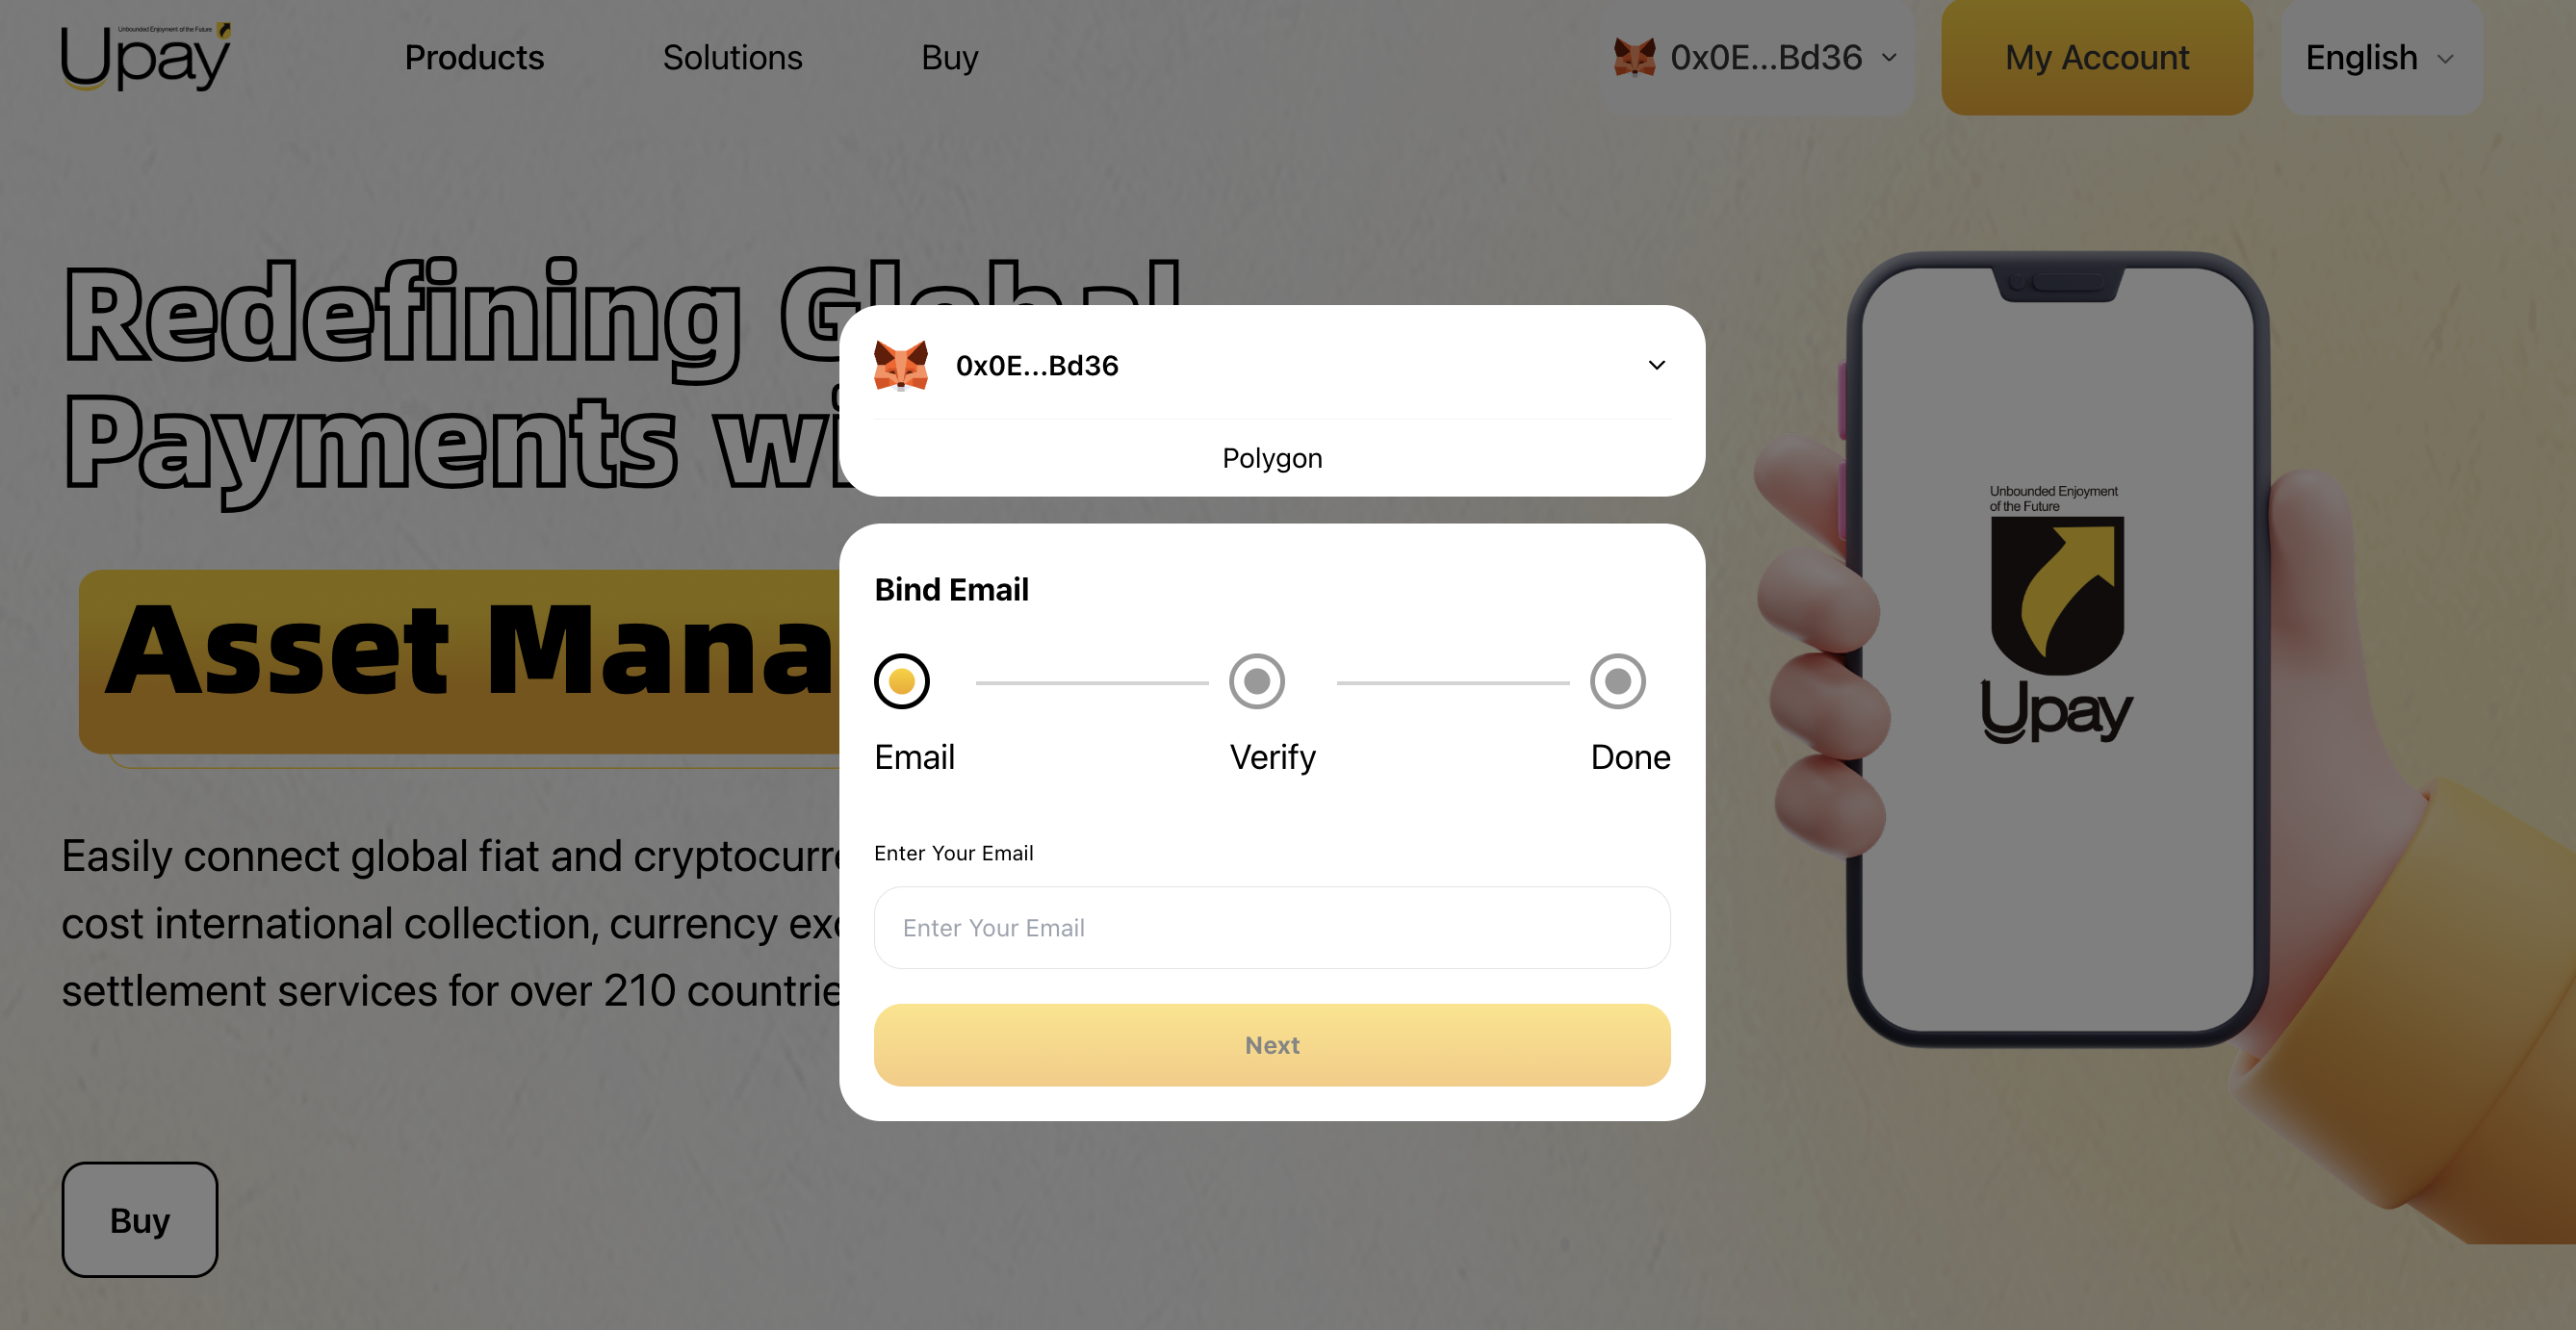 Unbounded Enjoyment of the Future
Upay
Products
Solutions
Buy
0x0E...Bd36
My Account
English
Redefining Global
Payments wi
Asset Mana
Easily connect global fiat and cryptocurre
cost international collection, currency exc
settlement services for over 210 countrie
Buy
0x0E...Bd36
Polygon
Bind Email
Email
Verify
Done
Enter Your Email
Enter Your Email
Next
Unbounded Enjoyment
of the Future
Upay